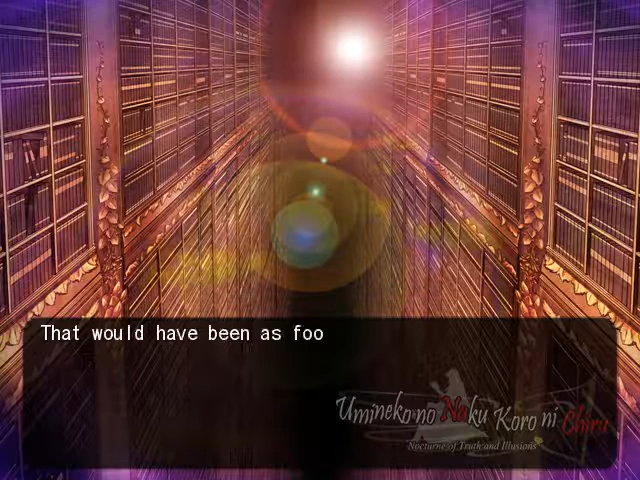 That would have been as foo
Umineko no Naku Koro ni Chiru
Nocturne of Truth and Illusions